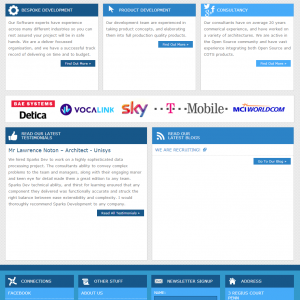 BESPOKE DEVELOPMENT
Our Software experts have experience
across many different industries so you can
rest assured your project will be in safe
hands. We are a deliver focussed
organisation, and we have a successful track
record of delivering on time and to budget.
Find Out More >
PRODUCT DEVELOPMENT
Our development team are experienced in
taking product concepts, and elaborating
them into full production quality products.
Find Out More >
CONSULTANCY
Our consultants have on average 20 years
commercial experience, and have worked
on a variety of architectures. We are active in
the Open Source community and have vast
experience integrating both Open Source and
COTS products.
Find Out More >
BAE SYSTEMS
Detica
VOCALINK
sky
T-Mobile
MCI WORLDCOM
READ OUR LATEST
TESTIMONIALS
Mr Lawrence Noton - Architect - Unisys
We hired Sparks Dev to work on a highly sophisticated data
processing project. The consultants ability to convey complex
problems to the team and managers, along with their engaging manner
and keen eye for detail made them a great edition to any team.
Sparks Dev technical ability, and thirst for learning ensured that any
component they delivered was functionally accurate and struck the
right balance between super extensibility and complexity. I would
thoroughly recommend Sparks Development to any company.
Read All Testimonials >
READ OUR
LATEST BLOGS
WE ARE RECRUITING
Go To Our Blog >
CONNECTIONS
FACEBOOK
OTHER STUFF
ABOUT US
NEWSLETTER SIGNUP
ADDRESS
3 REGIUS COURT
PENN